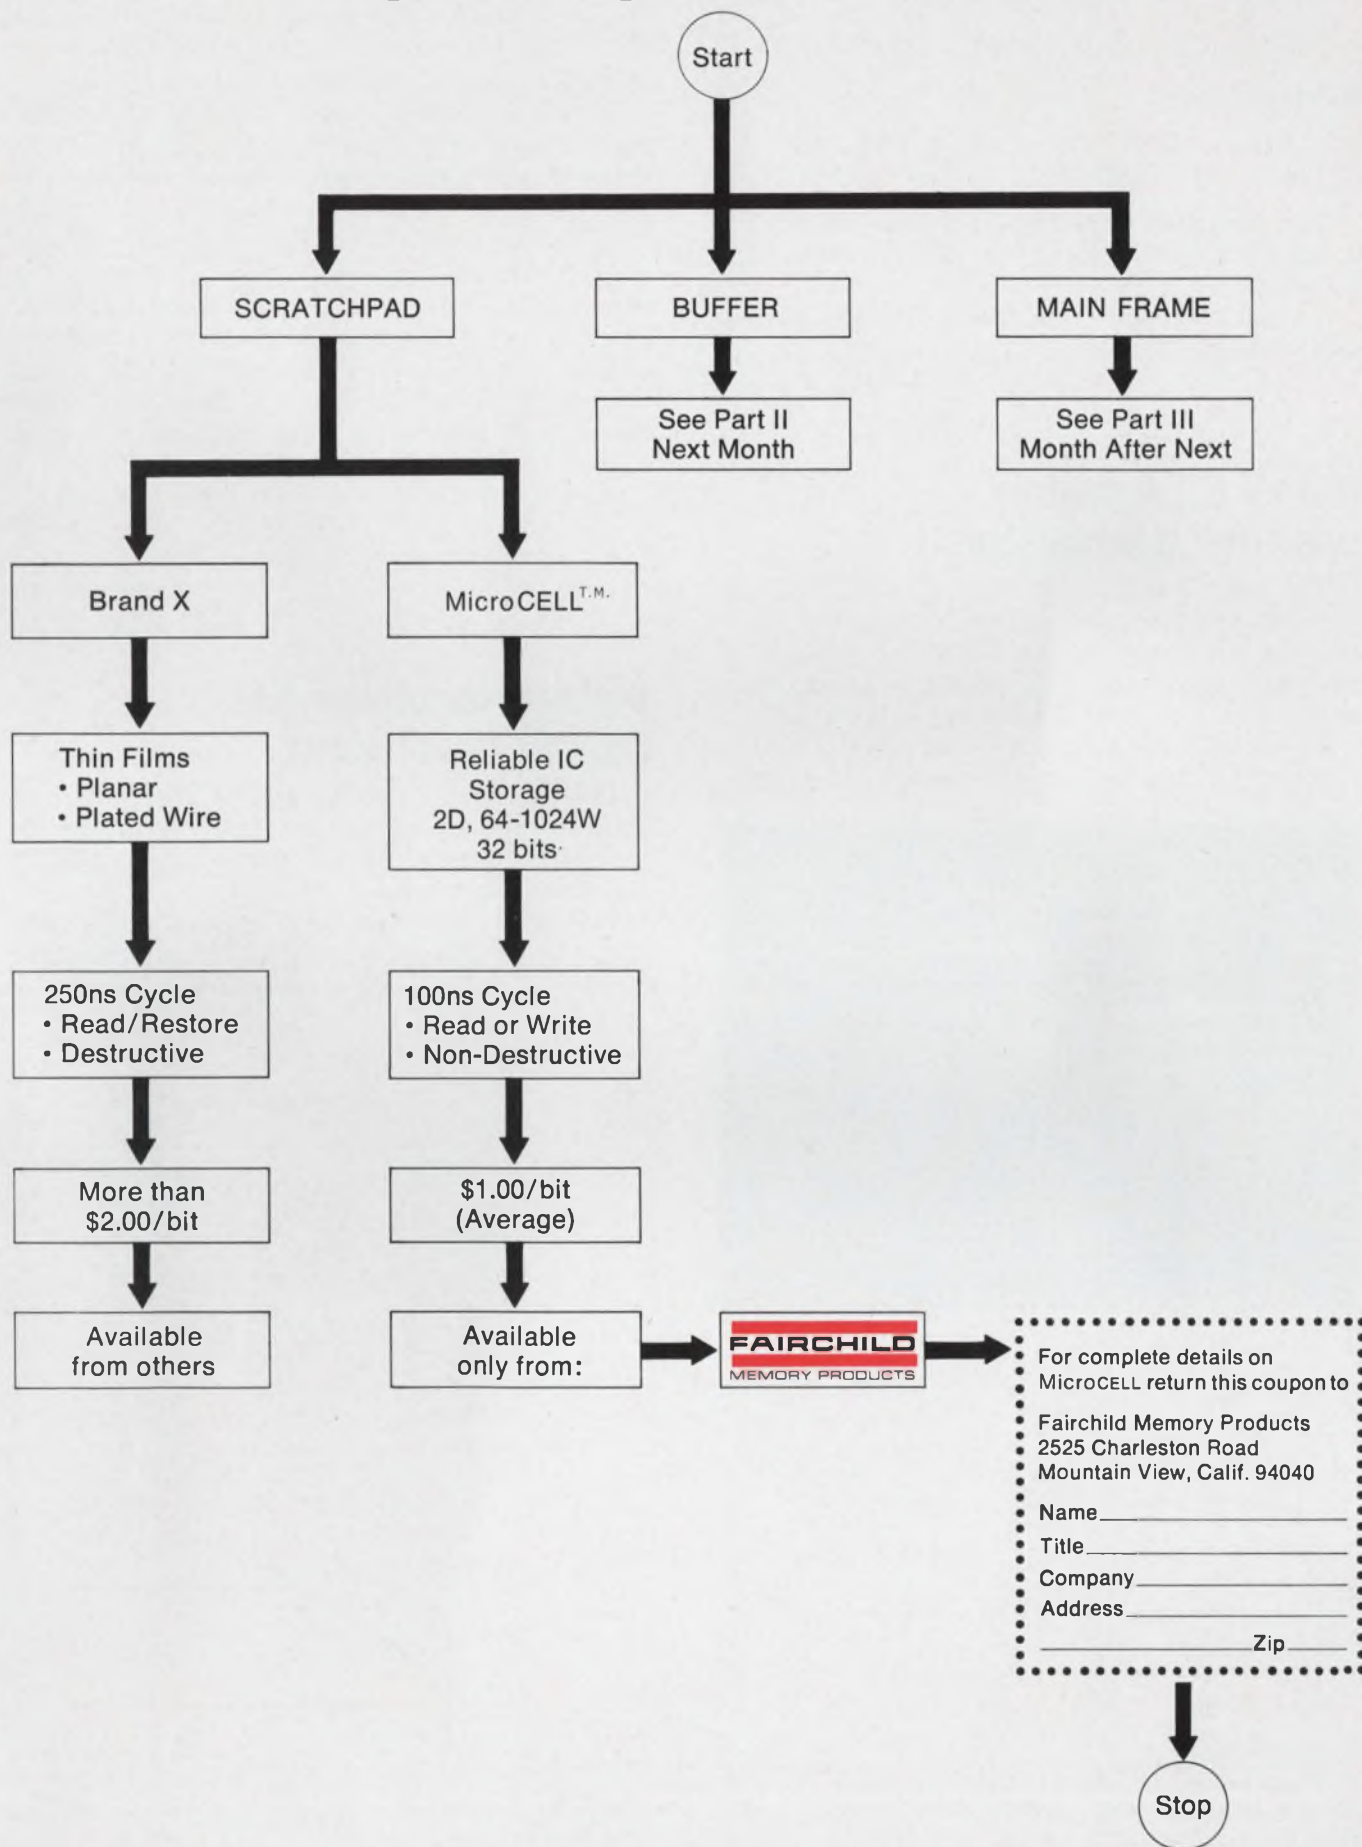 Start
SCRATCHPAD
BUFFER
MAIN FRAME
See Part II
Next Month
See Part III
Month After Next
Brand X
MicroCELL T.M.
Thin Films
• Planar
• Plated Wire
Reliable IC
Storage
2D, 64-1024W
32 bits
250ns Cycle
• Read/Restore
• Destructive
100ns Cycle
• Read or Write
• Non-Destructive
More than
$2.00/bit
$1.00/bit
(Average)
Available
from others
Available
only from:
FAIRCHILD
MEMORY PRODUCTS
For complete details on
MicroCELL return this coupon to
Fairchild Memory Products
2525 Charleston Road
Mountain View, Calif. 94040
Name
Title
Company
Address
Zip
Stop